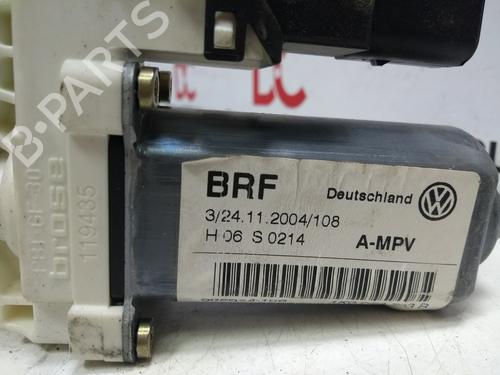 BRF
Deutschland
3/24.11.2004/108
H 06 S 0214
A-MPV
brose
119435
B-PARTS